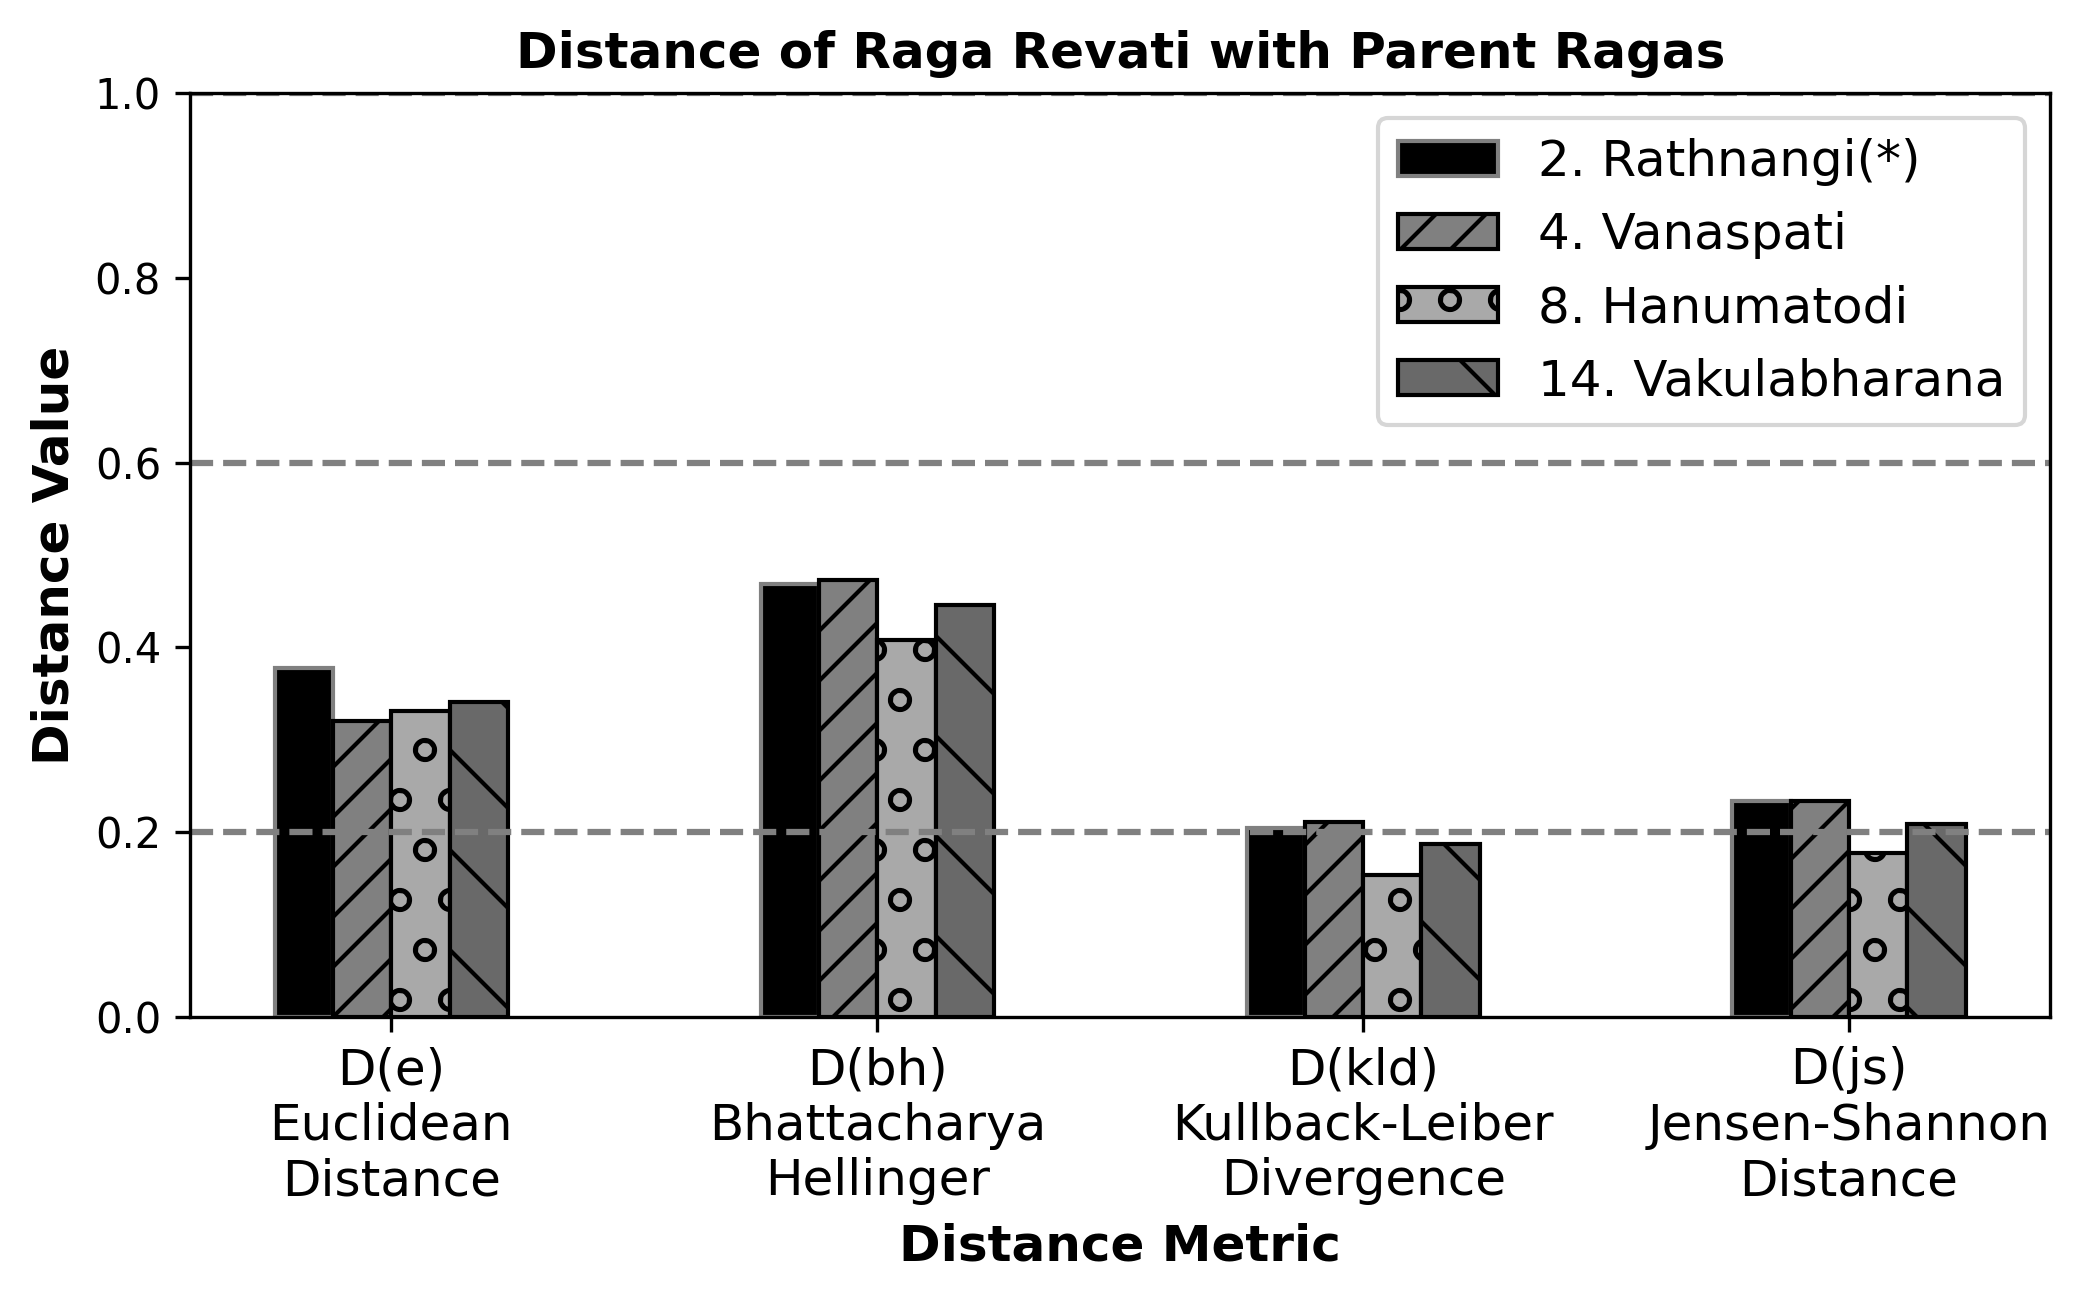 Distance of Raga Revati with Parent Ragas
1.0
0.8
0.6
0.4
0.2
0.0
Distance Value
2. Rathnangi(*)
4. Vanaspati
8. Hanumatodi
14. Vakulabharana
D(e)
Euclidean
Distance
D(bh)
Bhattacharya
Hellinger
D(kld)
Kullback-Leiber
Divergence
D(js)
Jensen-Shannon
Distance
Distance Metric